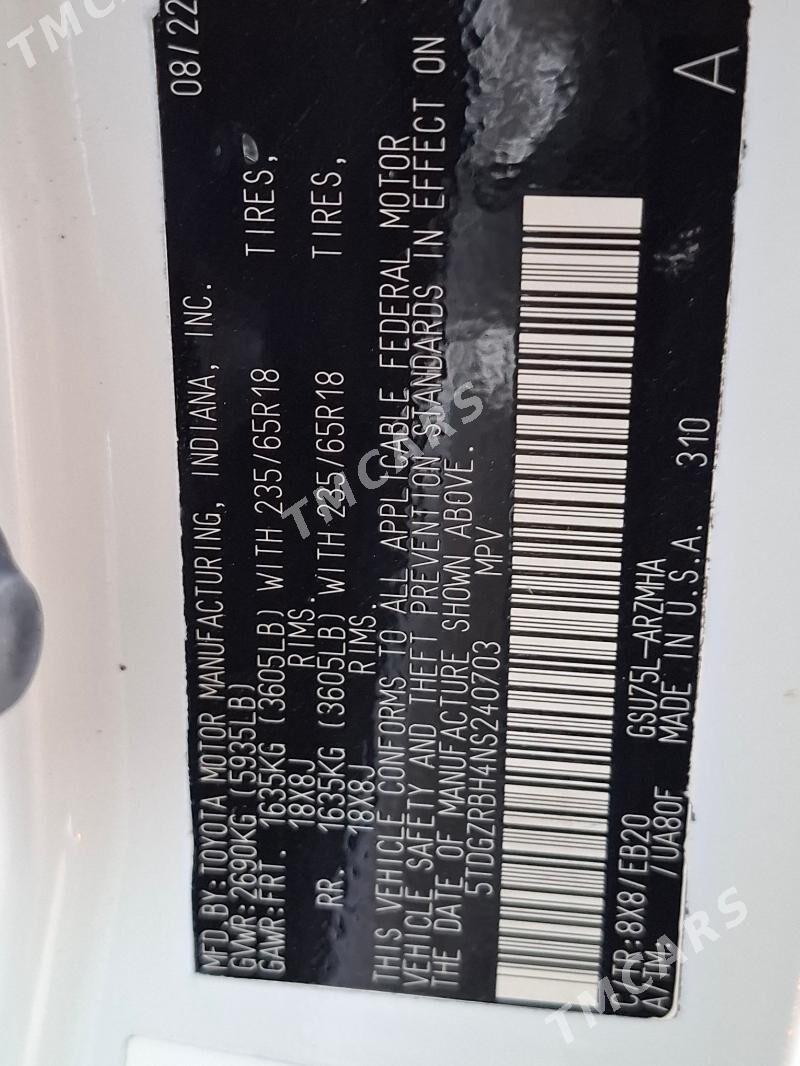 MFD.BY:TOYOTA MOTOR MANUFACTURING, INDIANA, INC. 08/22
GVWR:2690KG (5935LB)
GAWR:FRT. 1635KG (3605LB) WITH 235/65R18 TIRES,
18X8J RIMS.
RR. 1635KG (3605LB) WITH 235/65R18 TIRES,
18X8J RIMS.
THIS VEHICLE CONFORMS TO ALL APPLICABLE FEDERAL MOTOR
VEHICLE SAFETY AND THEFT PREVENTION STANDARDS IN EFFECT ON
THE DATE OF MANUFACTURE SHOWN ABOVE.
5TDGZRBH4NS240703 MPV
C/TR:8X8/EB20 GSU75L-ARZMHA 310 A
A/TM /UA80F MADE IN U.S.A.
TMCARS
TMCARS
TMCARS